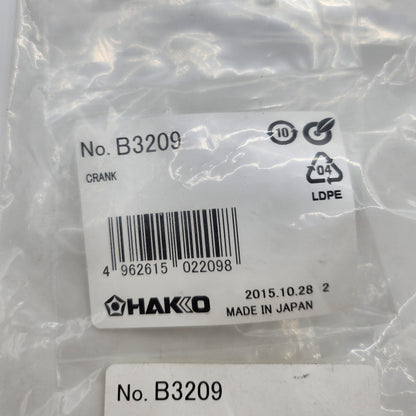 No. B3209
CRANK
10
04
LDPE
4 962615 022098
HAKKO
2015.10.28 2
MADE IN JAPAN
No. B3209